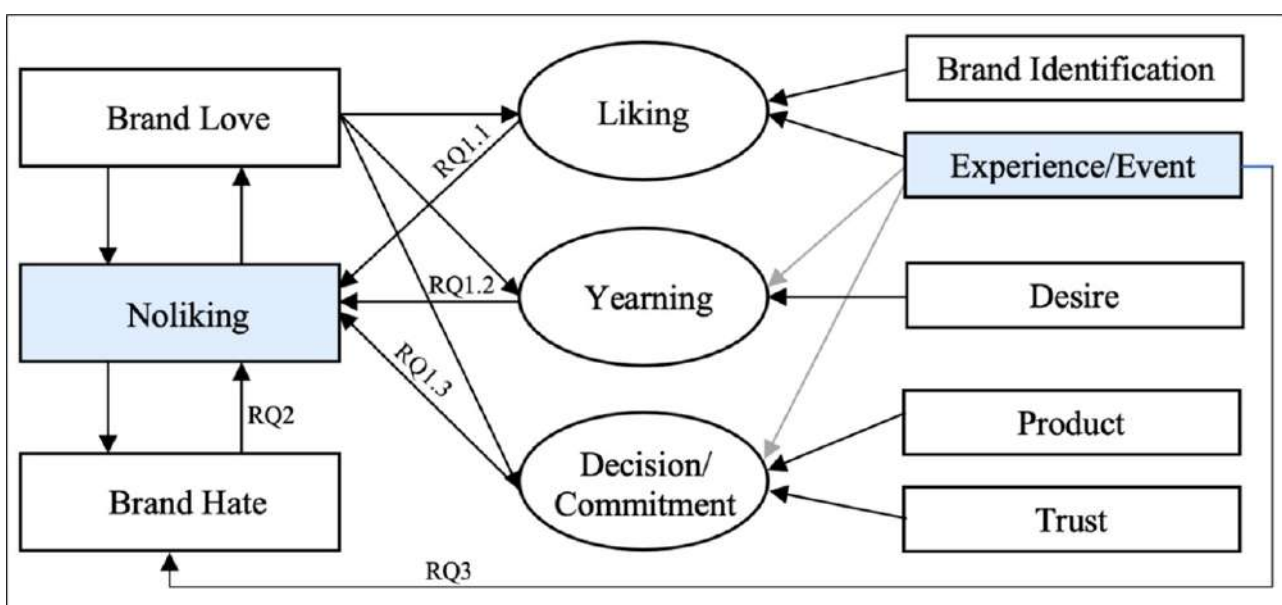 Brand Love
Noliking
Brand Hate
RQ1.1
RQ1.2
RQ1.3
RQ2
RQ3
Liking
Yearning
Decision/
Commitment
Brand Identification
Experience/Event
Desire
Product
Trust